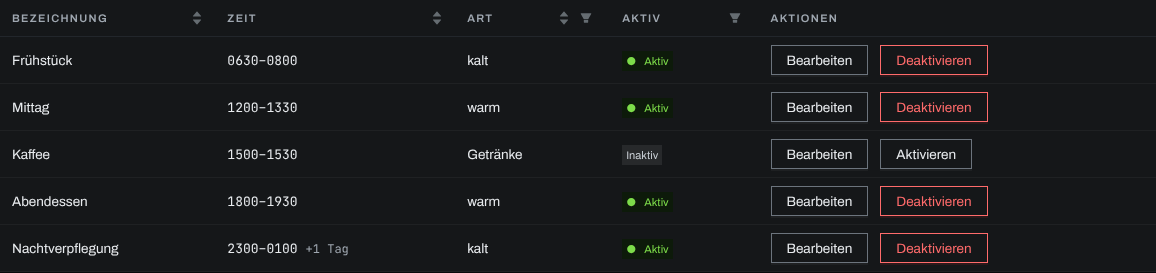 BEZEICHNUNG ZEIT ART AKTIV AKTIONEN
Frühstück 0630–0800 kalt Aktiv Bearbeiten Deaktivieren
Mittag 1200–1330 warm Aktiv Bearbeiten Deaktivieren
Kaffee 1500–1530 Getränke Inaktiv Bearbeiten Aktivieren
Abendessen 1800–1930 warm Aktiv Bearbeiten Deaktivieren
Nachtverpflegung 2300–0100 +1 Tag kalt Aktiv Bearbeiten Deaktivieren